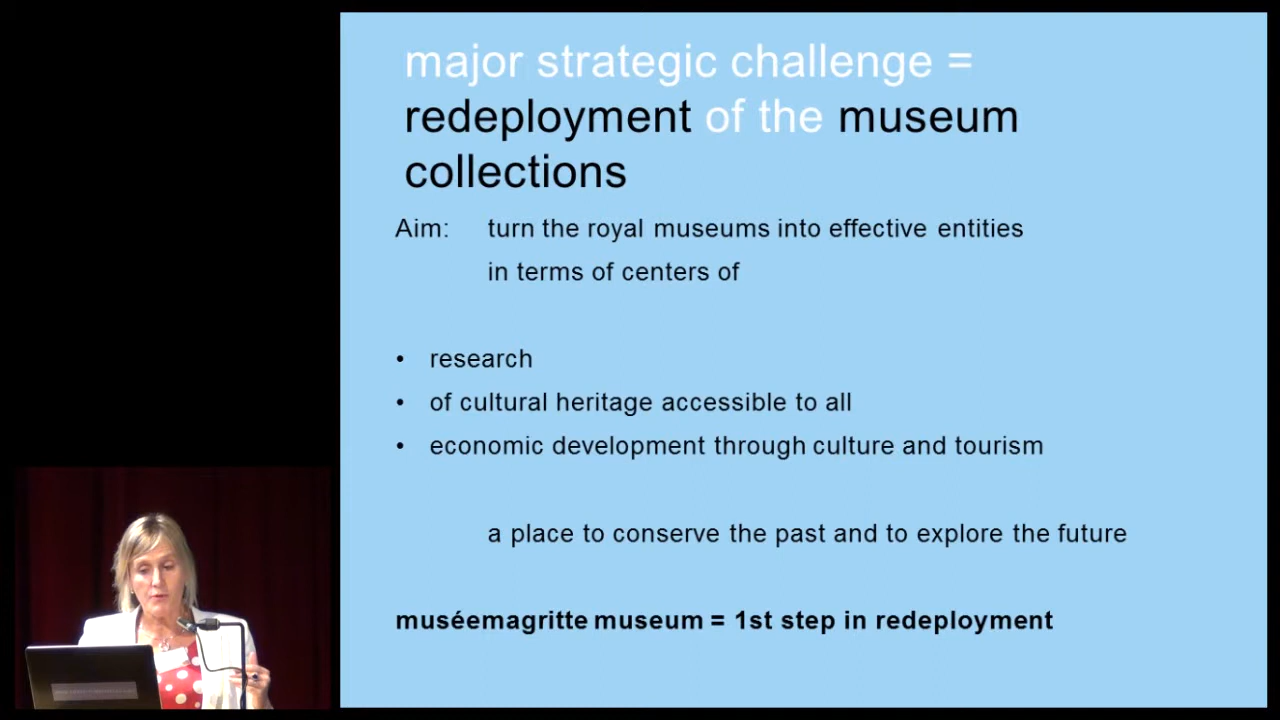 major strategic challenge =
redeployment of the museum
collections
Aim: turn the royal museums into effective entities
in terms of centers of
• research
• of cultural heritage accessible to all
• economic development through culture and tourism
a place to conserve the past and to explore the future
muséemagritte museum = 1st step in redeployment